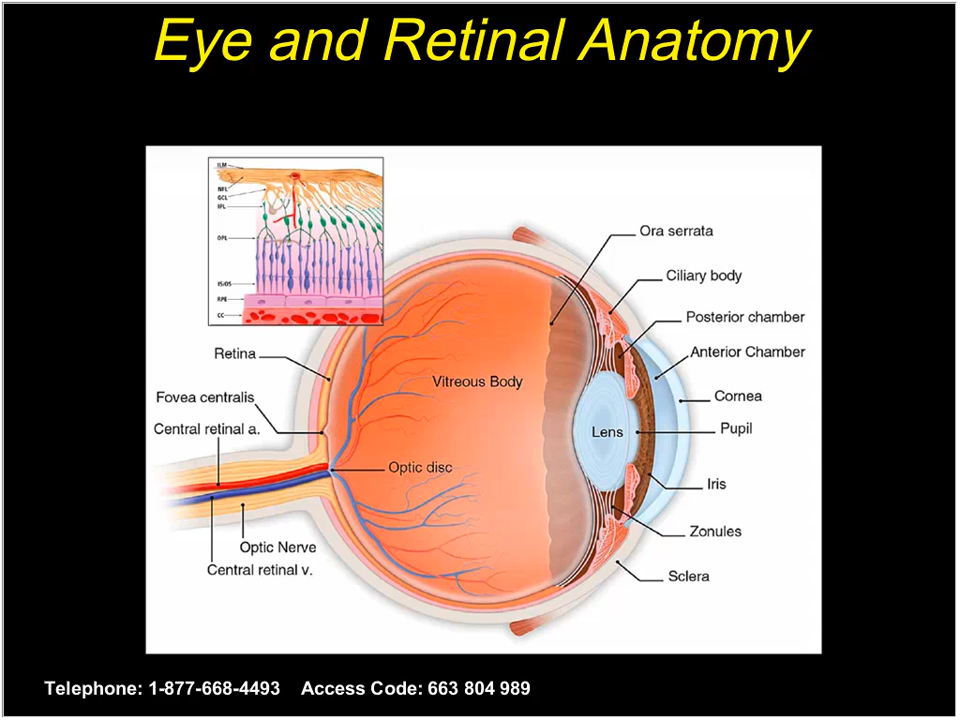 Eye and Retinal Anatomy
ILM
NFL
GCL
IPL
OPL
IS/OS
RPE
CC
Ora serrata
Ciliary body
Posterior chamber
Anterior Chamber
Cornea
Pupil
Iris
Zonules
Sclera
Retina
Fovea centralis
Central retinal a.
Vitreous Body
Lens
Optic disc
Optic Nerve
Central retinal v.
Telephone: 1-877-668-4493 Access Code: 663 804 989